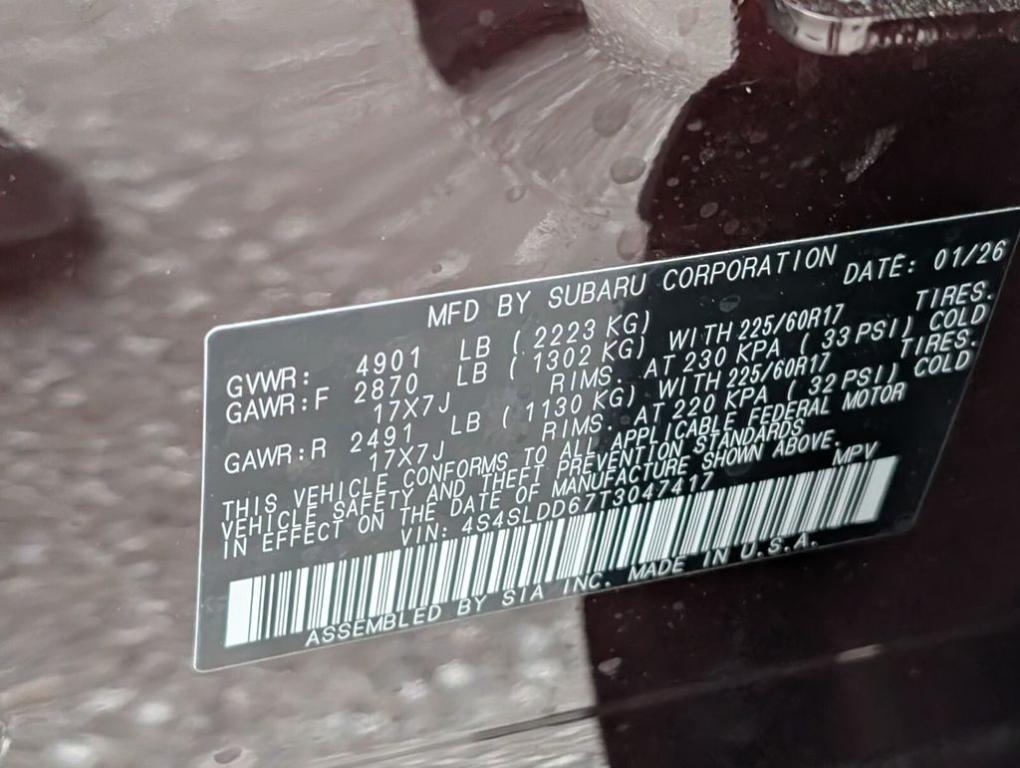 MFD BY SUBARU CORPORATION DATE: 01/26
GVWR: 4901 LB ( 2223 KG)
GAWR:F 2870 LB ( 1302 KG) WITH 225/60R17 TIRES.
17X7J RIMS. AT 230 KPA ( 33 PSI) COLD
GAWR:R 2491 LB ( 1130 KG) WITH 225/60R17 TIRES.
17X7J RIMS. AT 220 KPA ( 32 PSI) COLD
THIS VEHICLE CONFORMS TO ALL APPLICABLE FEDERAL MOTOR
VEHICLE SAFETY AND THEFT PREVENTION STANDARDS
IN EFFECT ON THE DATE OF MANUFACTURE SHOWN ABOVE.
VIN: 4S4SLDD67T3047417 MPV
ASSEMBLED BY SIA INC. MADE IN U.S.A.